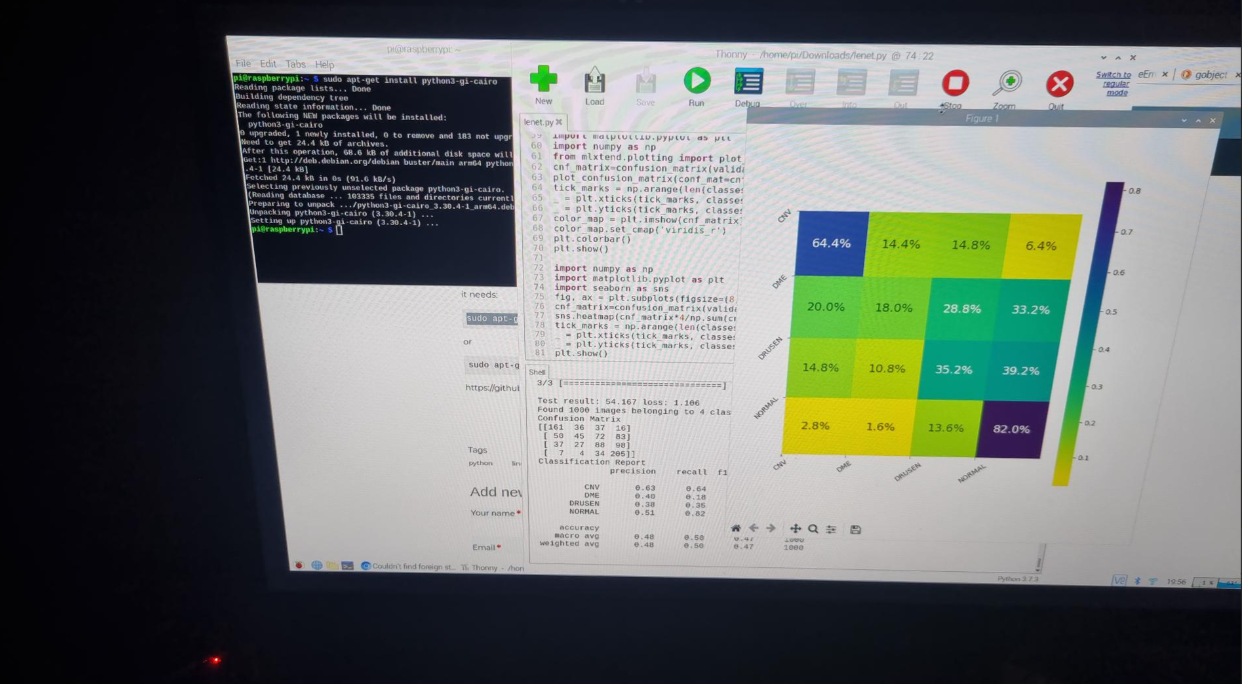 pi@raspberrypi: ~
File Edit Tabs Help
pi@raspberrypi:~ $ sudo apt-get install python3-gi-cairo
Reading package lists... Done
Building dependency tree
Reading state information... Done
The following NEW packages will be installed:
python3-gi-cairo
0 upgraded, 1 newly installed, 0 to remove and 183 not upgr
Need to get 24.4 kB of archives.
After this operation, 68.6 kB of additional disk space will
Get:1 http://deb.debian.org/debian buster/main arm64 python
.4-1 [24.4 kB]
Fetched 24.4 kB in 0s (91.6 kB/s)
Selecting previously unselected package python3-gi-cairo.
(Reading database ... 103335 files and directories currentl
Preparing to unpack .../python3-gi-cairo_3.30.4-1_arm64.deb
Unpacking python3-gi-cairo (3.30.4-1) ...
Setting up python3-gi-cairo (3.30.4-1) ...
pi@raspberrypi:~ $
it needs:
sudo apt-g
or
sudo apt-g
https://githut
Tags
python lin
Add nev
Your name*
Email*
Thonny - /home/pi/Downloads/lenet.py @ 74 : 22
New Load Save Run Debug Over Into Out Stop Zoom Quit
Switch to
regular
mode
gobject
lenet.py
59 import matplotlib.pyplot as plt
60 import numpy as np
61 from mlxtend.plotting import plot
62 cnf_matrix=confusion_matrix(valid
63 plot_confusion_matrix(conf_mat=cn
64 tick_marks = np.arange(len(classe
65 _ = plt.xticks(tick_marks, classe
66 _ = plt.yticks(tick_marks, classe
67 color_map = plt.imshow(cnf_matrix
68 color_map.set_cmap('viridis_r')
69 plt.colorbar()
70 plt.show()
71
72 import numpy as np
73 import matplotlib.pyplot as plt
74 import seaborn as sns
75 fig, ax = plt.subplots(figsize=(8
76 cnf_matrix=confusion_matrix(valid
77 sns.heatmap(cnf_matrix*4/np.sum(cn
78 tick_marks = np.arange(len(classe
79 _ = plt.xticks(tick_marks, classe
80 _ = plt.yticks(tick_marks, classe
81 plt.show()
Shell
3/3 [==============================]
Test result: 54.167 loss: 1.106
Found 1000 images belonging to 4 clas
Confusion Matrix
[[161 36 37 16]
[ 50 45 72 83]
[ 37 27 88 98]
[ 7 4 34 205]]
Classification Report
precision recall f1
CNV 0.63 0.64
DME 0.40 0.18
DRUSEN 0.38 0.35
NORMAL 0.51 0.82
accuracy
macro avg 0.48 0.50 0.47 1000
weighted avg 0.48 0.50 0.47 1000
Figure 1
CNV 64.4% 14.4% 14.8% 6.4%
DME 20.0% 18.0% 28.8% 33.2%
DRUSEN 14.8% 10.8% 35.2% 39.2%
NORMAL 2.8% 1.6% 13.6% 82.0%
CNV DME DRUSEN NORMAL
0.8
0.7
0.6
0.5
0.4
0.3
0.2
0.1
Python 3.7.3
Couldn't find foreign st...
Thonny - /hon
19:56